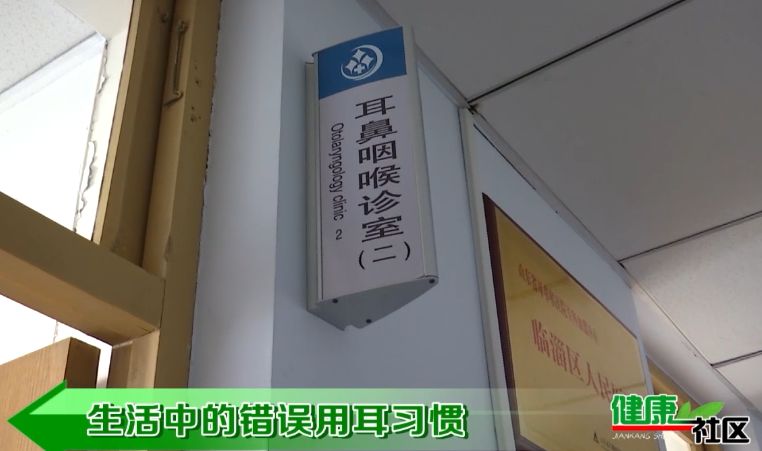 耳鼻咽喉诊室(二)
Otolaryngology clinic 2
临淄区人民
生活中的错误用耳习惯
健康
社区